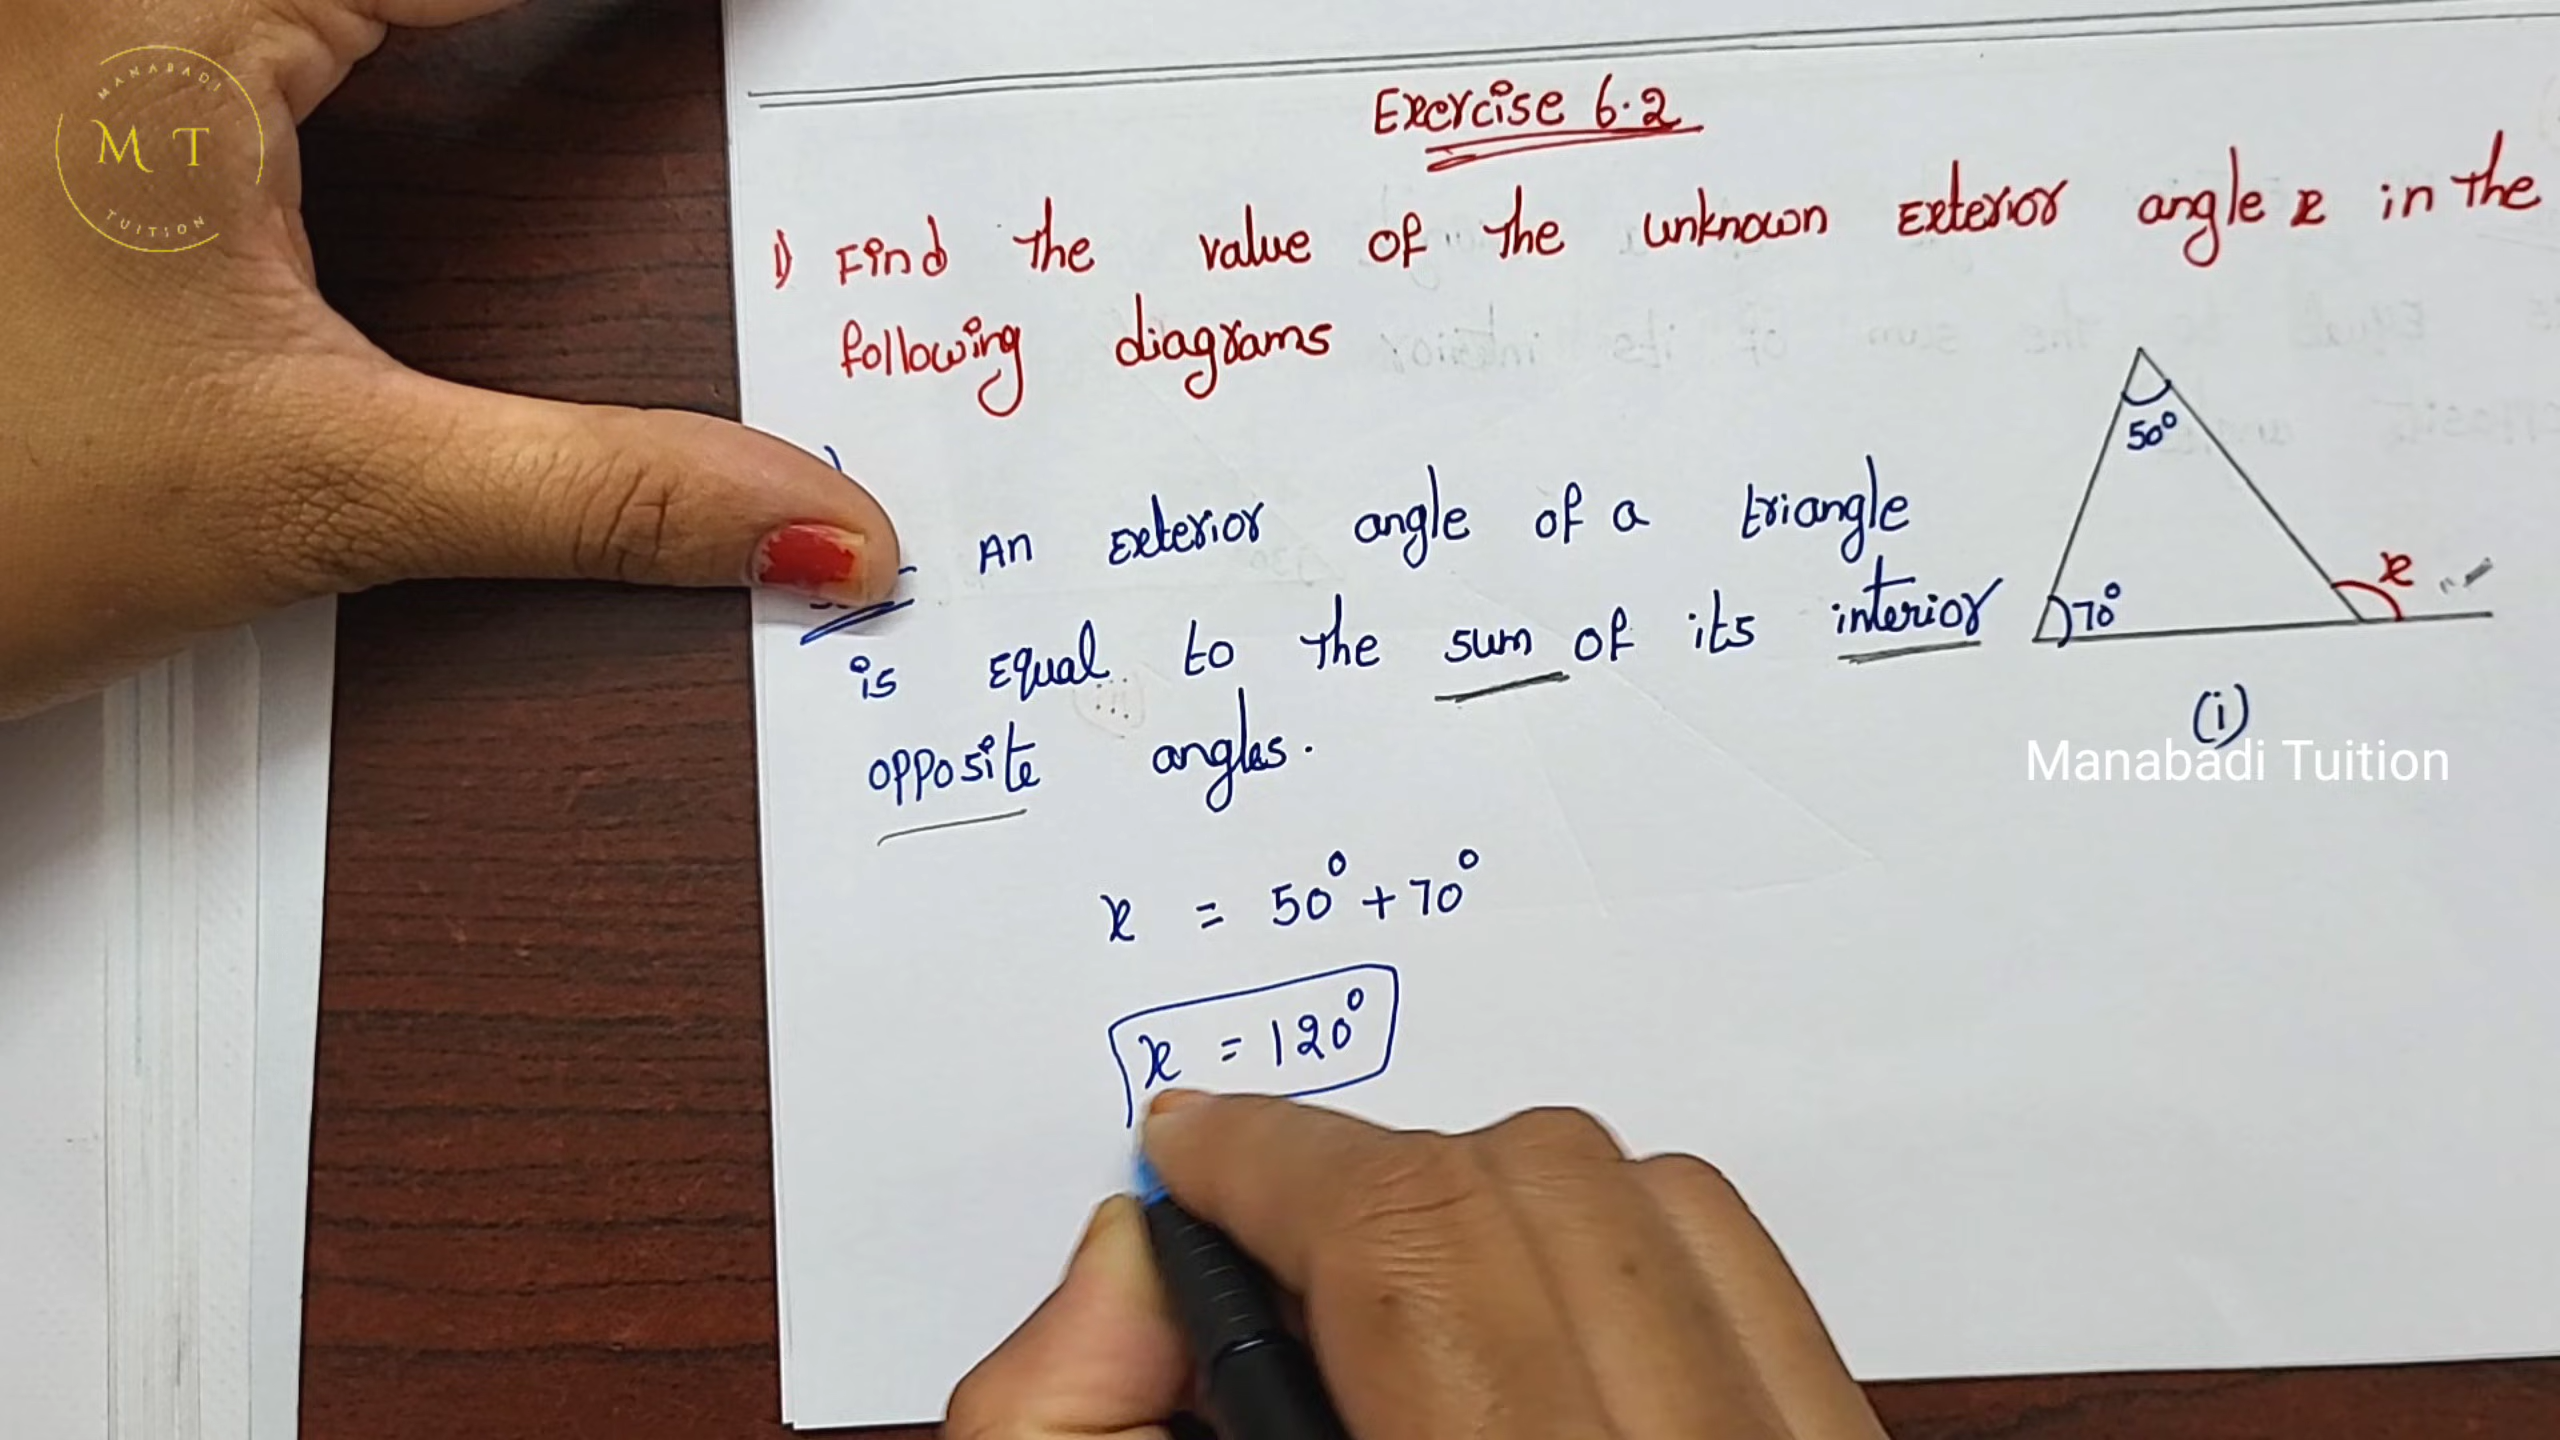 MANABADI
M T
TUITION
Exercise 6.2
1) Find the value of the unknown Exterior angle x in the
following diagrams
An exterior angle of a triangle
is Equal to the sum of its interior
opposite angles.
50°
70°
x
(i)
Manabadi Tuition
x = 50° + 70°
x = 120°